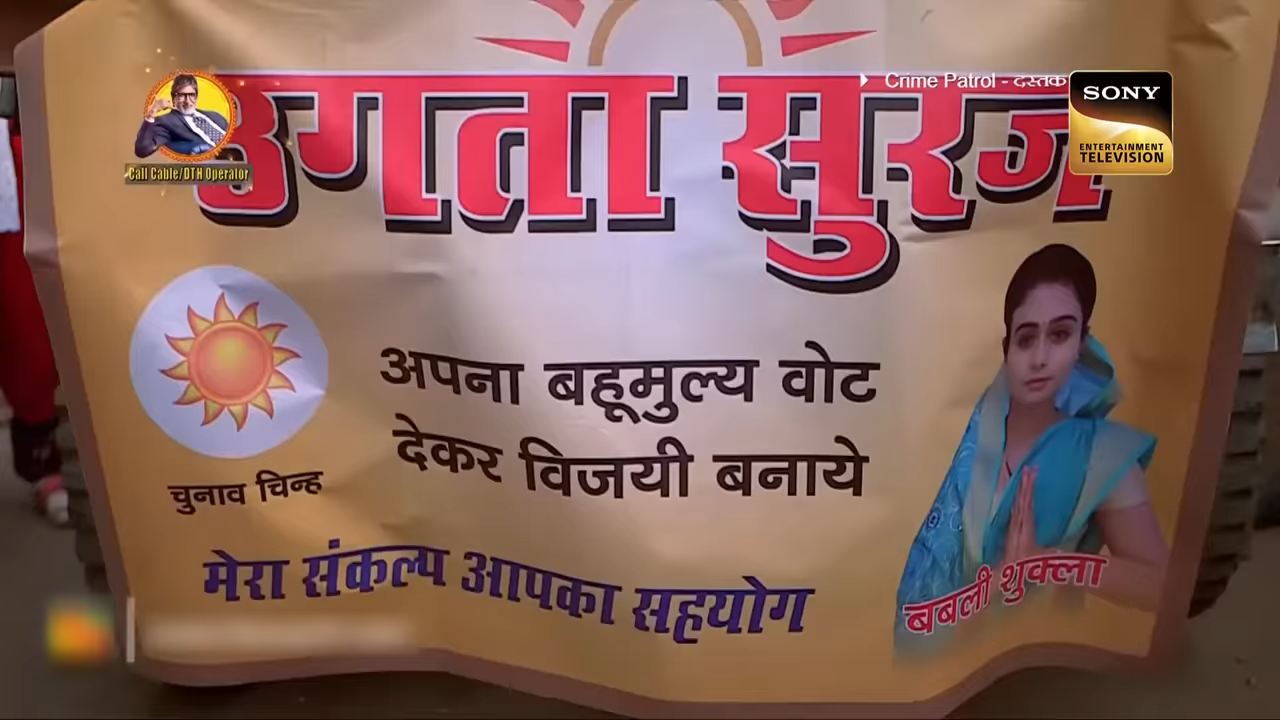 Crime Patrol - दस्तक
SONY
ENTERTAINMENT
TELEVISION
Call Cable/DTH Operator
उगता सुरज
अपना बहूमुल्य वोट
देकर विजयी बनाये
चुनाव चिन्ह
मेरा संकल्प आपका सहयोग
बबली शुक्ला